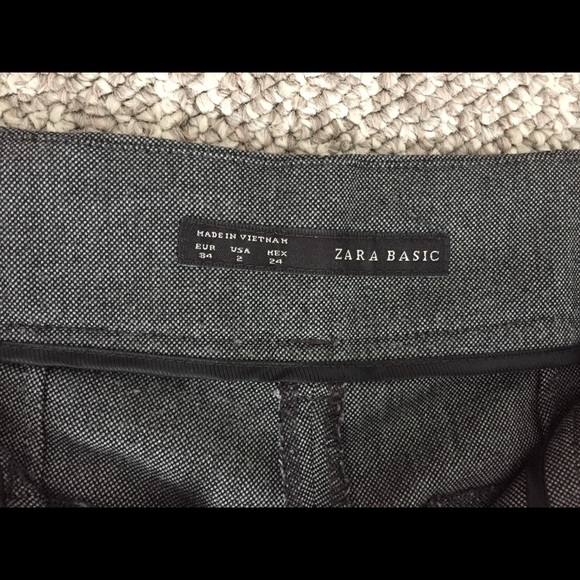 MADE IN VIETNAM
EUR USA MEX
34 2 24
ZARA BASIC